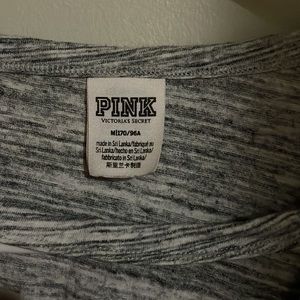 PINK
VICTORIA'S SECRET
M(170/96A
made in Sri Lanka/fabriqué au
Sri Lanka/hecho en Sri Lanka/
fabbricato in Sri Lanka/
斯里兰卡制造